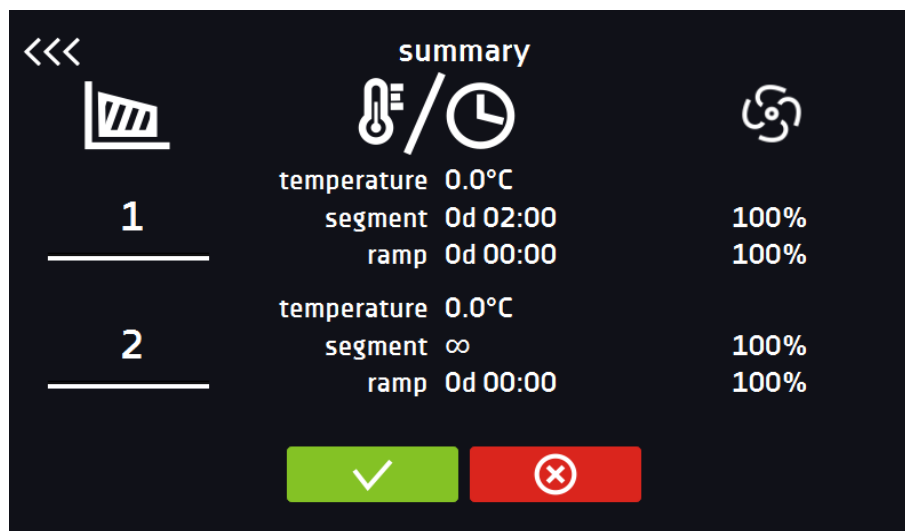 <<< summary
temperature 0.0°C
1 segment 0d 02:00 100%
ramp 0d 00:00 100%
temperature 0.0°C
2 segment ∞ 100%
ramp 0d 00:00 100%